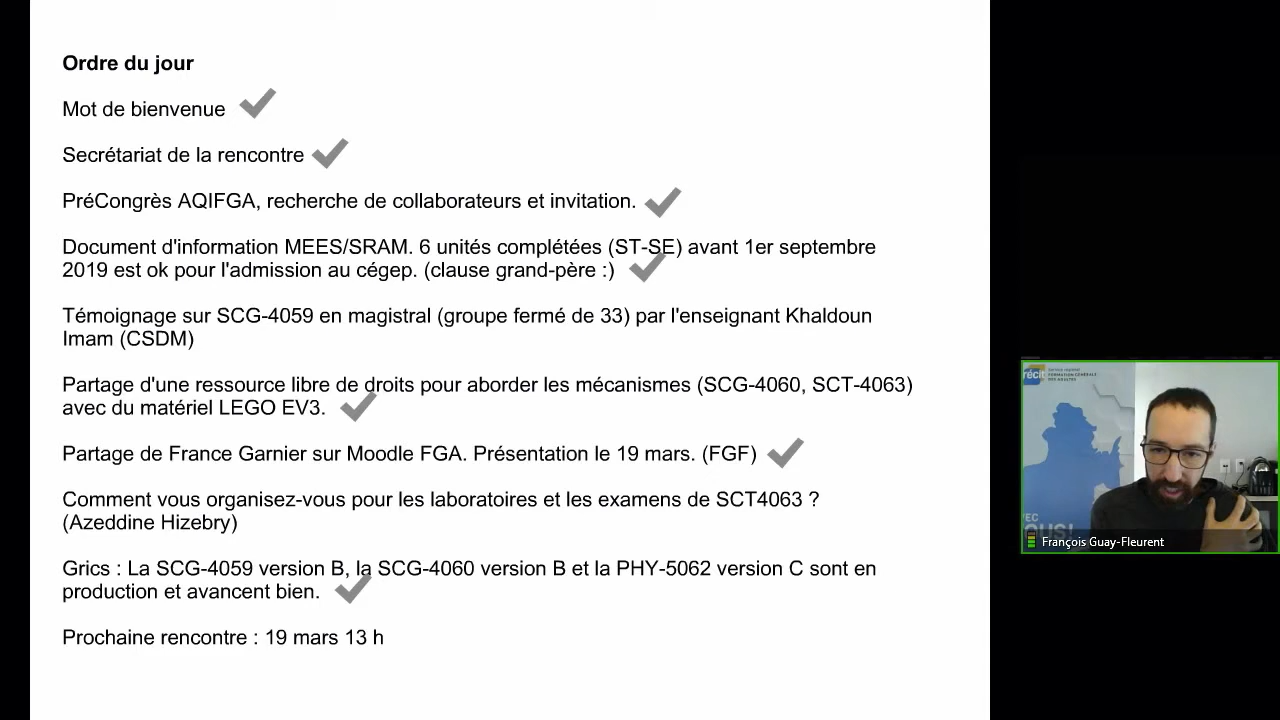 Ordre du jour
Mot de bienvenue
Secrétariat de la rencontre
PréCongrès AQIFGA, recherche de collaborateurs et invitation.
Document d'information MEES/SRAM. 6 unités complétées (ST-SE) avant 1er septembre
2019 est ok pour l'admission au cégep. (clause grand-père :)
Témoignage sur SCG-4059 en magistral (groupe fermé de 33) par l'enseignant Khaldoun
Imam (CSDM)
Partage d'une ressource libre de droits pour aborder les mécanismes (SCG-4060, SCT-4063)
avec du matériel LEGO EV3.
Partage de France Garnier sur Moodle FGA. Présentation le 19 mars. (FGF)
Comment vous organisez-vous pour les laboratoires et les examens de SCT4063 ?
(Azeddine Hizebry)
Grics : La SCG-4059 version B, la SCG-4060 version B et la PHY-5062 version C sont en
production et avancent bien.
Prochaine rencontre : 19 mars 13 h
récit
FORMATION GÉNÉRALE
DES ADULTES
François Guay-Fleurent